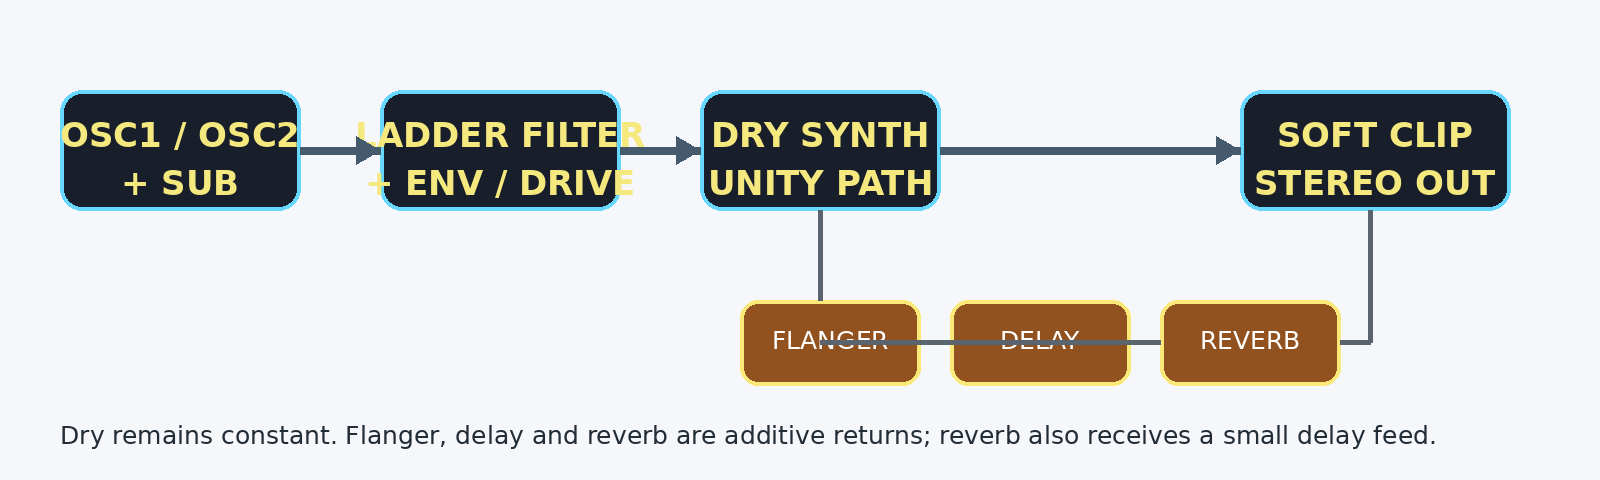 OSC1 / OSC2
+ SUB
LADDER FILTER
+ ENV / DRIVE
DRY SYNTH
UNITY PATH
SOFT CLIP
STEREO OUT
FLANGER
DELAY
REVERB
Dry remains constant. Flanger, delay and reverb are additive returns; reverb also receives a small delay feed.